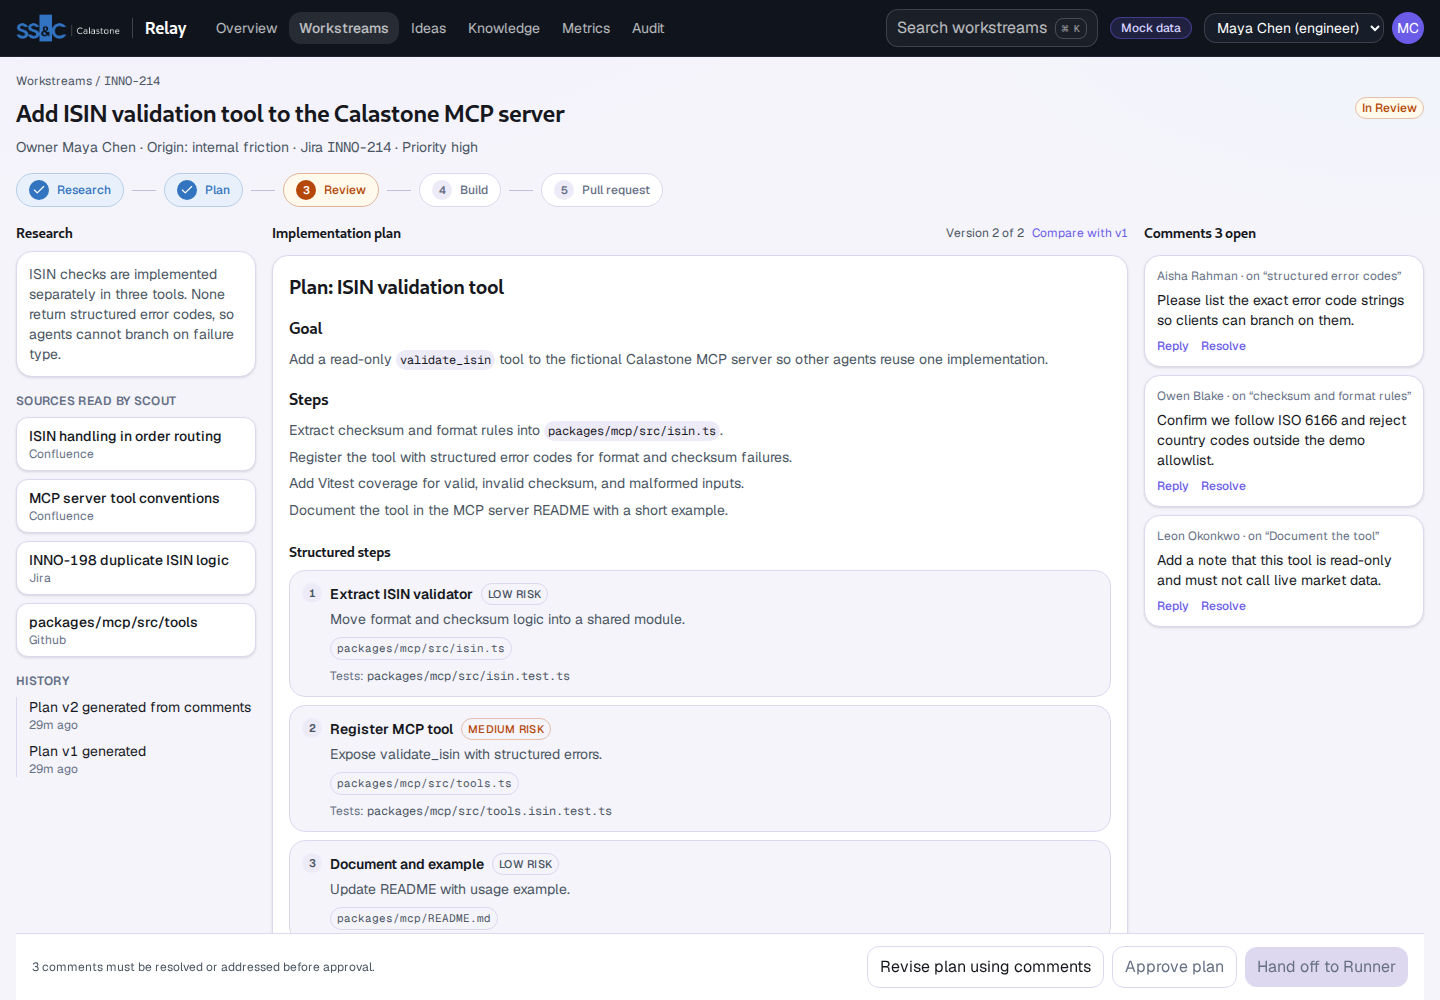 SS&C | Calastone
Relay
Overview
Workstreams
Ideas
Knowledge
Metrics
Audit
Search workstreams ⌘ K
Mock data
Maya Chen (engineer)
MC
Workstreams / INNO-214
Add ISIN validation tool to the Calastone MCP server
In Review
Owner Maya Chen · Origin: internal friction · Jira INNO-214 · Priority high
Research
Plan
3 Review
4 Build
5 Pull request
Research
ISIN checks are implemented
separately in three tools. None
return structured error codes, so
agents cannot branch on failure
type.
SOURCES READ BY SCOUT
ISIN handling in order routing
Confluence
MCP server tool conventions
Confluence
INNO-198 duplicate ISIN logic
Jira
packages/mcp/src/tools
Github
HISTORY
Plan v2 generated from comments
29m ago
Plan v1 generated
29m ago
Implementation plan
Version 2 of 2 Compare with v1
Plan: ISIN validation tool
Goal
Add a read-only validate_isin tool to the fictional Calastone MCP server so other agents reuse one implementation.
Steps
Extract checksum and format rules into packages/mcp/src/isin.ts.
Register the tool with structured error codes for format and checksum failures.
Add Vitest coverage for valid, invalid checksum, and malformed inputs.
Document the tool in the MCP server README with a short example.
Structured steps
1 Extract ISIN validator LOW RISK
Move format and checksum logic into a shared module.
packages/mcp/src/isin.ts
Tests: packages/mcp/src/isin.test.ts
2 Register MCP tool MEDIUM RISK
Expose validate_isin with structured errors.
packages/mcp/src/tools.ts
Tests: packages/mcp/src/tools.isin.test.ts
3 Document and example LOW RISK
Update README with usage example.
packages/mcp/README.md
Comments 3 open
Aisha Rahman · on “structured error codes”
Please list the exact error code strings
so clients can branch on them.
Reply Resolve
Owen Blake · on “checksum and format rules”
Confirm we follow ISO 6166 and reject
country codes outside the demo
allowlist.
Reply Resolve
Leon Okonkwo · on “Document the tool”
Add a note that this tool is read-only
and must not call live market data.
Reply Resolve
3 comments must be resolved or addressed before approval.
Revise plan using comments
Approve plan
Hand off to Runner